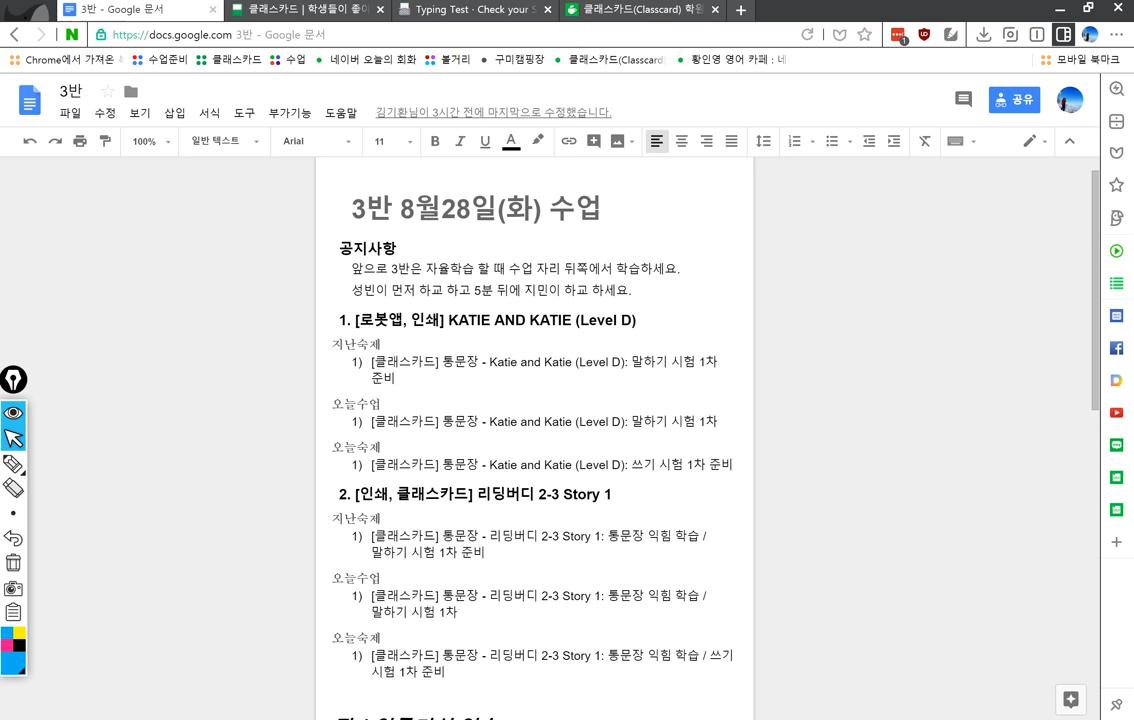 3반 - Google 문서
클래스카드 | 학생들이 좋아
Typing Test · Check your S
클래스카드(Classcard) 학원
https://docs.google.com 3반 - Google 문서
Chrome에서 가져온
수업준비
클래스카드
수업
네이버 오늘의 회화
볼거리
구미캠핑장
클래스카드(Classcard)
황인영 영어 카페 : 네
모바일 북마크
3반
파일 수정 보기 삽입 서식 도구 부가기능 도움말
김기환님이 3시간 전에 마지막으로 수정했습니다.
공유
100% 일반 텍스트 Arial 11
3반 8월28일(화) 수업
공지사항
앞으로 3반은 자율학습 할 때 수업 자리 뒤쪽에서 학습하세요.
성빈이 먼저 하교 하고 5분 뒤에 지민이 하교 하세요.
1. [로봇앱, 인쇄] KATIE AND KATIE (Level D)
지난숙제
1) [클래스카드] 통문장 - Katie and Katie (Level D): 말하기 시험 1차
준비
오늘수업
1) [클래스카드] 통문장 - Katie and Katie (Level D): 말하기 시험 1차
오늘숙제
1) [클래스카드] 통문장 - Katie and Katie (Level D): 쓰기 시험 1차 준비
2. [인쇄, 클래스카드] 리딩버디 2-3 Story 1
지난숙제
1) [클래스카드] 통문장 - 리딩버디 2-3 Story 1: 통문장 익힘 학습 /
말하기 시험 1차 준비
오늘수업
1) [클래스카드] 통문장 - 리딩버디 2-3 Story 1: 통문장 익힘 학습 /
말하기 시험 1차
오늘숙제
1) [클래스카드] 통문장 - 리딩버디 2-3 Story 1: 통문장 익힘 학습 / 쓰기
시험 1차 준비